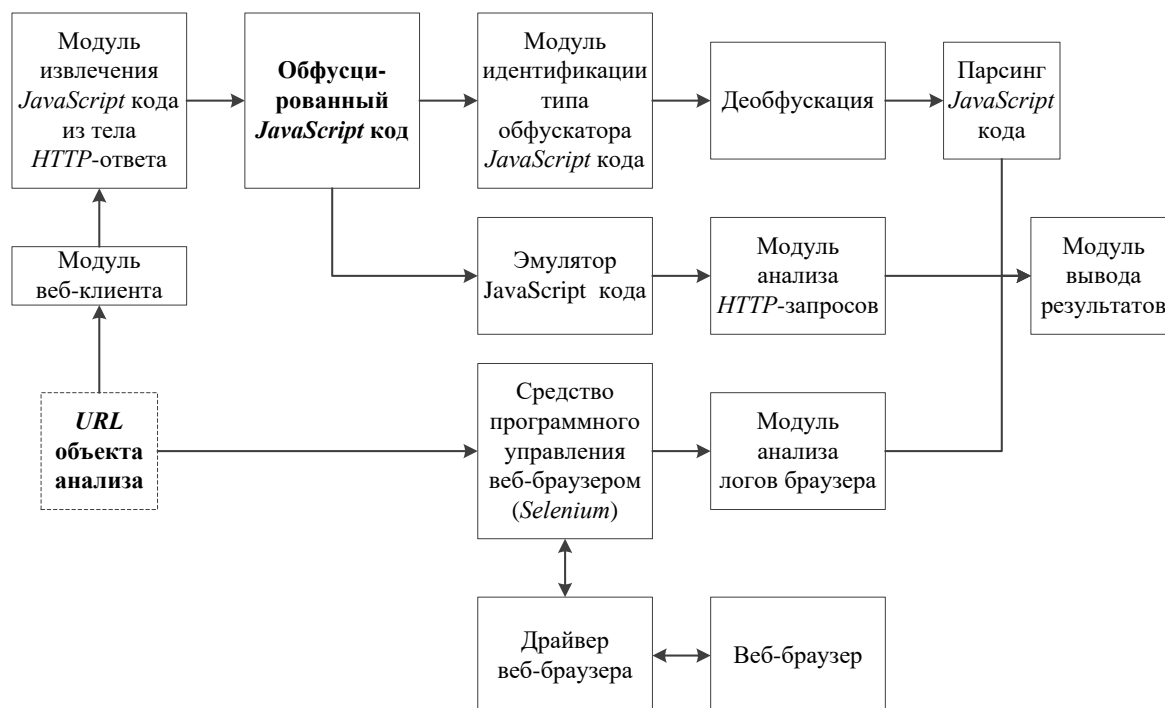 Модуль
извлечения
JavaScript кода
из тела
HTTP-ответа
Обфусци-
рованный
JavaScript код
Модуль
идентификации
типа
обфускатора
JavaScript кода
Деобфускация
Парсинг
JavaScript
кода
Модуль
веб-клиента
Эмулятор
JavaScript кода
Модуль
анализа
HTTP-запросов
Модуль
вывода
результатов
URL
объекта
анализа
Средство
программного
управления
веб-браузером
(Selenium)
Модуль
анализа
логов браузера
Драйвер
веб-браузера
Веб-браузер